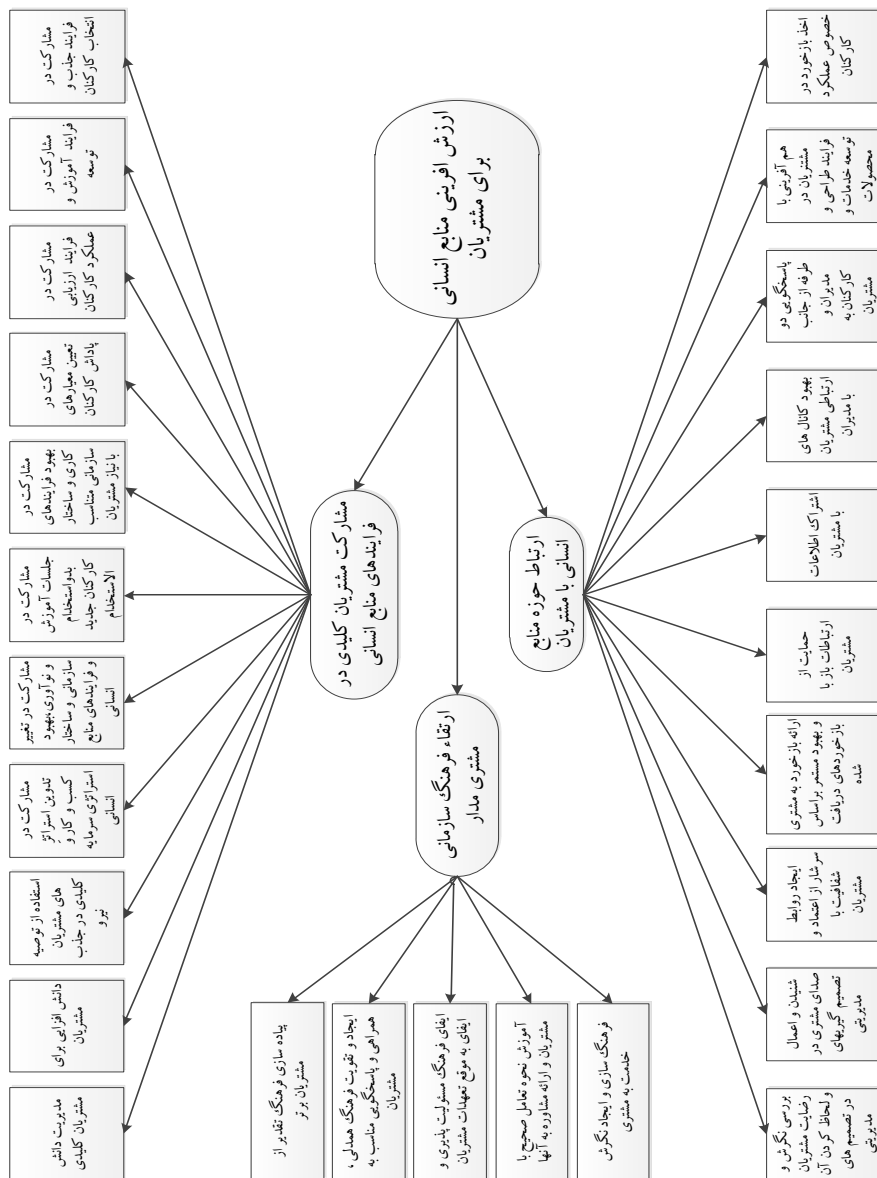 ارزش افرینی منابع انسانی
برای مشتریان
مشارکت مشتریان کلیدی در
فرایندهای منابع انسانی
مشارکت در
فرایند جذب و
انتخاب کارکنان
مشارکت در
فرایند آموزش و
توسعه
مشارکت در
فرایند ارزیابی
عملکرد کارکنان
مشارکت در
تعیین معیارهای
پاداش کارکنان
مشارکت در
بهبود فرایندهای
کاری و ساختار
سازمانی متناسب
با نیاز مشتریان
مشارکت در
جلسات آموزش
بدواستخدام
کارکنان جدید
الاستخدام
مشارکت در تغییر
و نوآوری،بهبود
سازمانی و ساختار
و فرایندهای منابع
انسانی
مشارکت در
تدوین استراتژ
کسب و کار و
استراتژی سرمایه
انسانی
استفاده از توصیه
های مشتریان
کلیدی در جذب
نیرو
دانش افزایی برای
مشتریان
مدیریت دانش
مشتریان کلیدی
ارتقاء فرهنگ سازمانی
مشتری مدار
پیاده سازی فرهنگ تقدیر از
مشتریان برتر
ایجاد و تقویت فرهنگ همدلی ،
همراهی و پاسخگویی مناسب به
مشتریان
ایفای فرهنگ مسئولیت پذیری و
ایفای به موقع تعهدات مشتریان
آموزش نحوه تعامل صحیح با
مشتریان و ارائه مشاوره به آنها
فرهنگ سازی و ایجاد نگرش
خدمت به مشتری
ارتباط حوزه منابع
انسانی با مشتریان
اخذ بازخورد در
خصوص عملکرد
کارکنان
هم آفرینی با
مشتریان در
فرایند طراحی و
توسعه خدمات و
محصولات
پاسخگویی دو
طرفه از جانب
مدیران و
کارکنان به
مشتریان
بهبود کانال های
ارتباطی مشتریان
با مدیران
اشتراک اطلاعات
با مشتریان
حمایت از
ارتباطات باز با
مشتریان
ارائه بازخورد به مشتری
و بهبود مستمر براساس
بازخوردهای دریافت
شده
ایجاد روابط
سرشار از اعتماد و
شفافیت با
مشتریان
شنیدن و اعمال
صدای مشتری در
تصمیم گیریهای
مدیریتی
بررسی نگرش و
رضایت مشتریان
و لحاظ کردن آن
در تصمیم های
مدیریتی